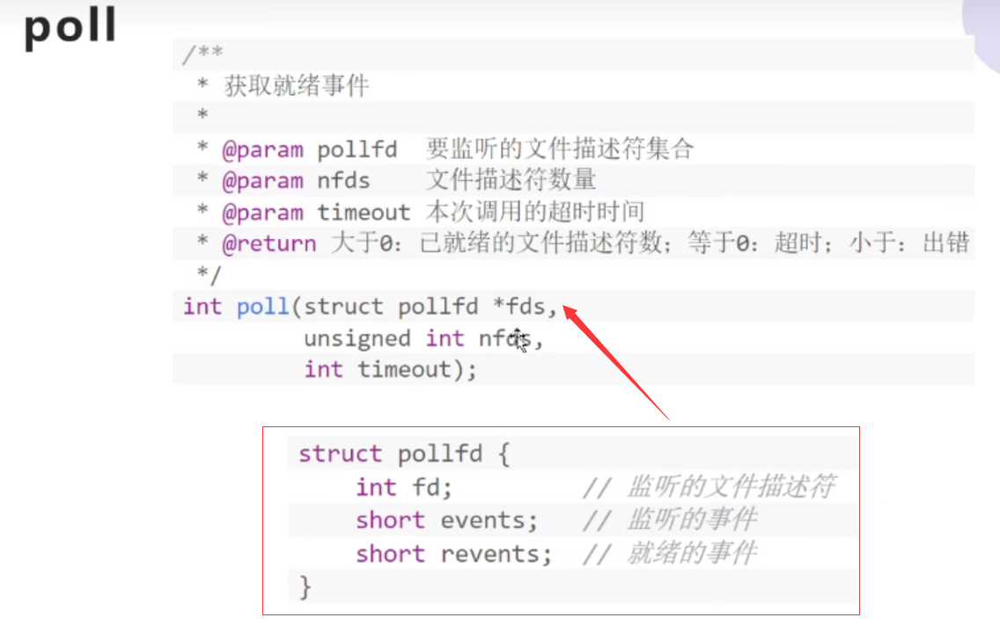 poll
/**
 * 获取就绪事件
 *
 * @param pollfd  要监听的文件描述符集合
 * @param nfds    文件描述符数量
 * @param timeout 本次调用的超时时间
 * @return 大于0：已就绪的文件描述符数；等于0：超时；小于：出错
 */
int poll(struct pollfd *fds,
         unsigned int nfds,
         int timeout);
struct pollfd {
    int fd;         // 监听的文件描述符
    short events;   // 监听的事件
    short revents;  // 就绪的事件
}